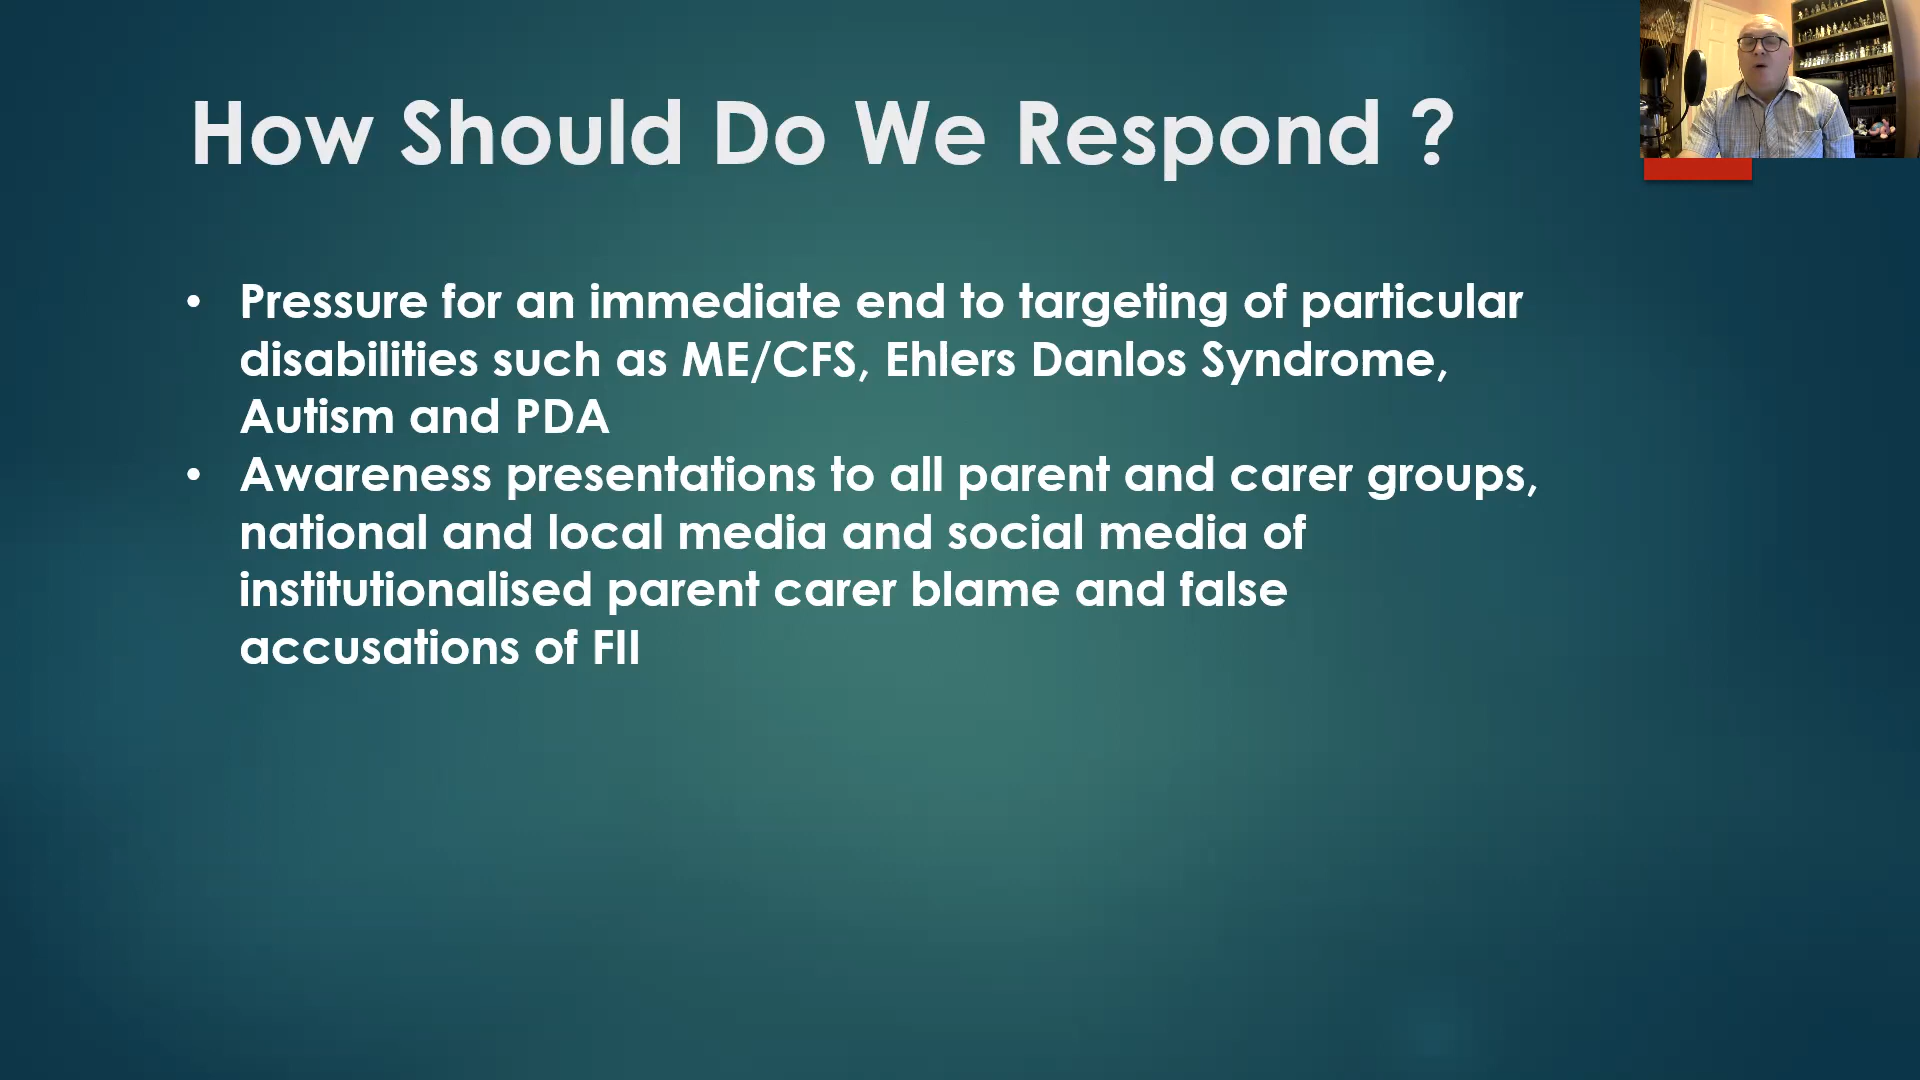 How Should Do We Respond ?
• Pressure for an immediate end to targeting of particular
disabilities such as ME/CFS, Ehlers Danlos Syndrome,
Autism and PDA
• Awareness presentations to all parent and carer groups,
national and local media and social media of
institutionalised parent carer blame and false
accusations of FII